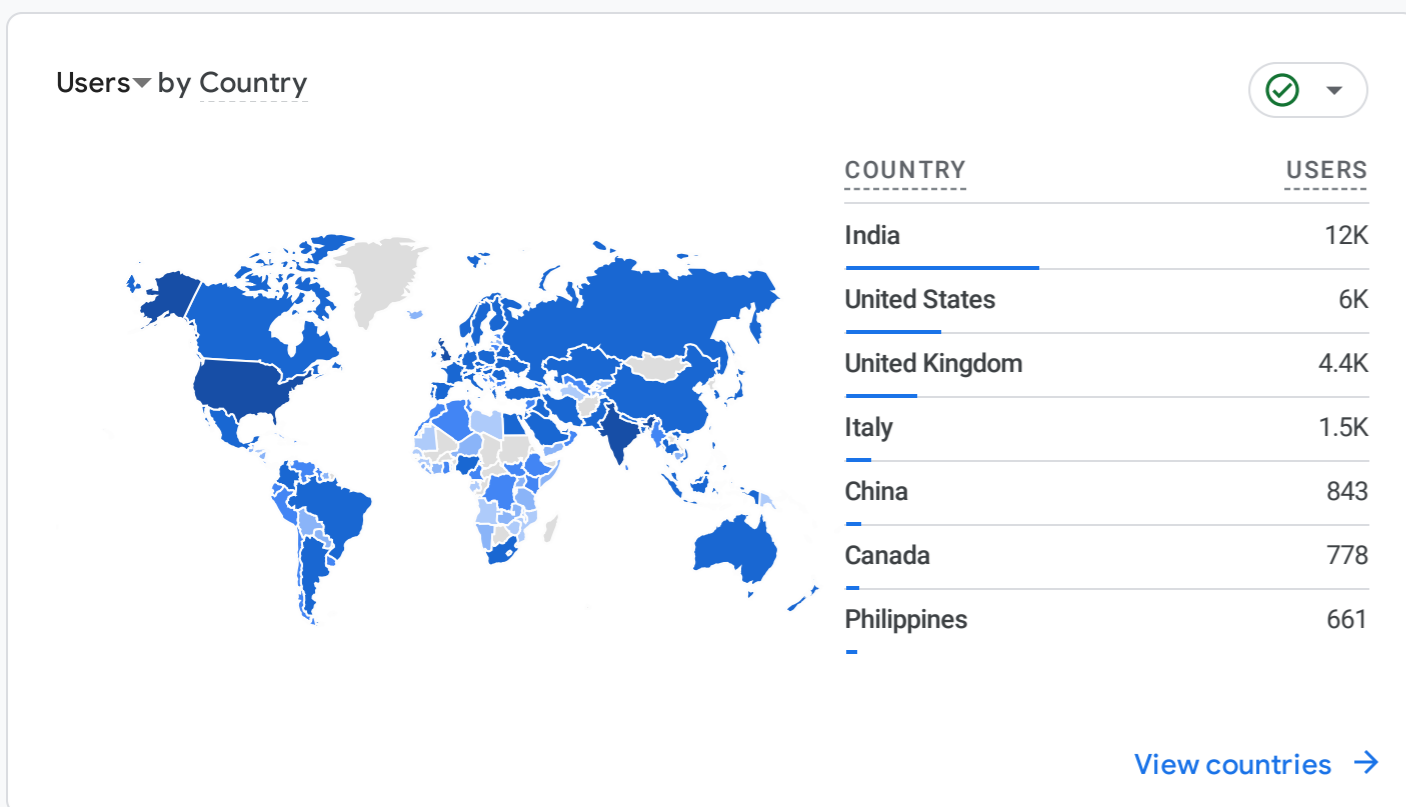 Users by Country
COUNTRY USERS
India 12K
United States 6K
United Kingdom 4.4K
Italy 1.5K
China 843
Canada 778
Philippines 661
View countries